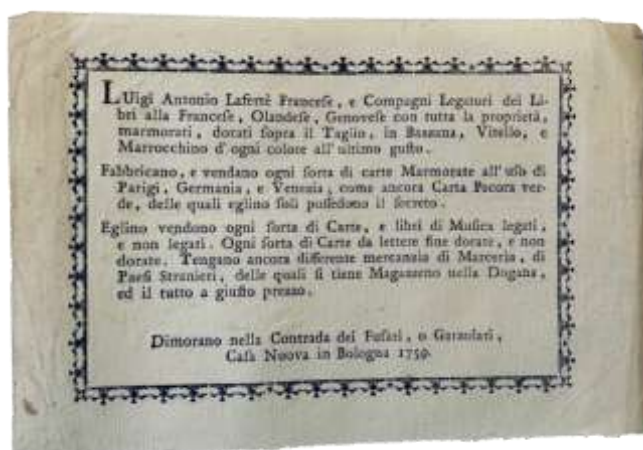 LUigi Antonio Lafertè Franceſe, e Compagni Legatori dei Li-
bri alla Franceſe, Olandeſe, Genoveſe con tutta la proprietà,
marmorati, dorati ſopra il Taglio, in Bazzana, Vitello, e
Marrocchino d'ogni colore all'ultimo guſto.
Fabbricano, e vendano ogni ſorta di carte Marmorate all'uſo di
Parigi, Germania, e Venezia, come ancora Carta Pecora ver-
de, delle quali eglino ſoli poſſedono il ſecreto.
Eglino vendono ogni ſorta di Carte, e libri di Muſica legati,
e non legati. Ogni ſorta di Carte da lettere fine dorate, e non
dorate. Tengano ancora differente mercanzia di Merceria, di
Paeſi Stranieri, delle quali ſi tiene Magazzeno nella Dogana,
ed il tutto a giuſto prezzo.
Dimorano nella Contrada dei Fuſari, o Garaolari,
Caſa Nuova in Bologna 1759.